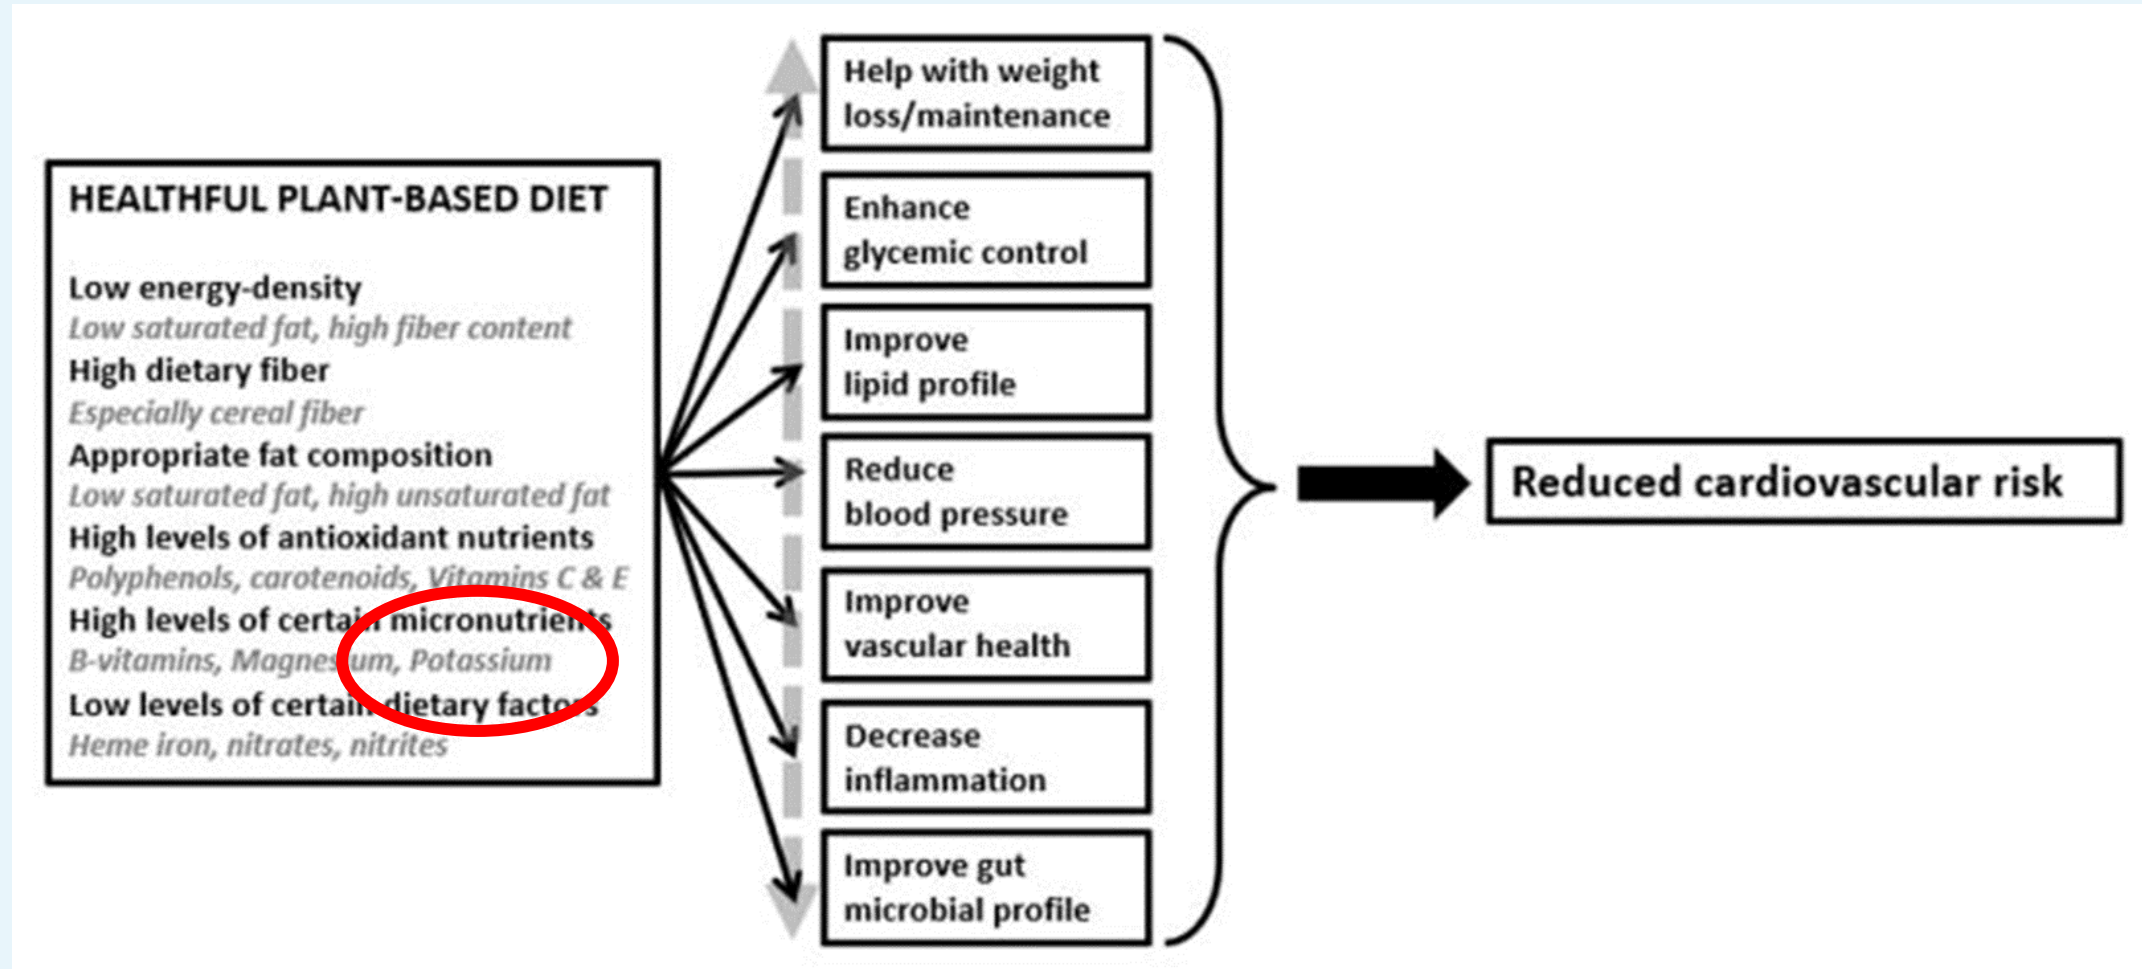 HEALTHFUL PLANT-BASED DIET
Low energy-density
Low saturated fat, high fiber content
High dietary fiber
Especially cereal fiber
Appropriate fat composition
Low saturated fat, high unsaturated fat
High levels of antioxidant nutrients
Polyphenols, carotenoids, Vitamins C & E
High levels of certain micronutrients
B-vitamins, Magnesium, Potassium
Low levels of certain dietary factors
Heme iron, nitrates, nitrites
Help with weight
loss/maintenance
Enhance
glycemic control
Improve
lipid profile
Reduce
blood pressure
Improve
vascular health
Decrease
inflammation
Improve gut
microbial profile
Reduced cardiovascular risk